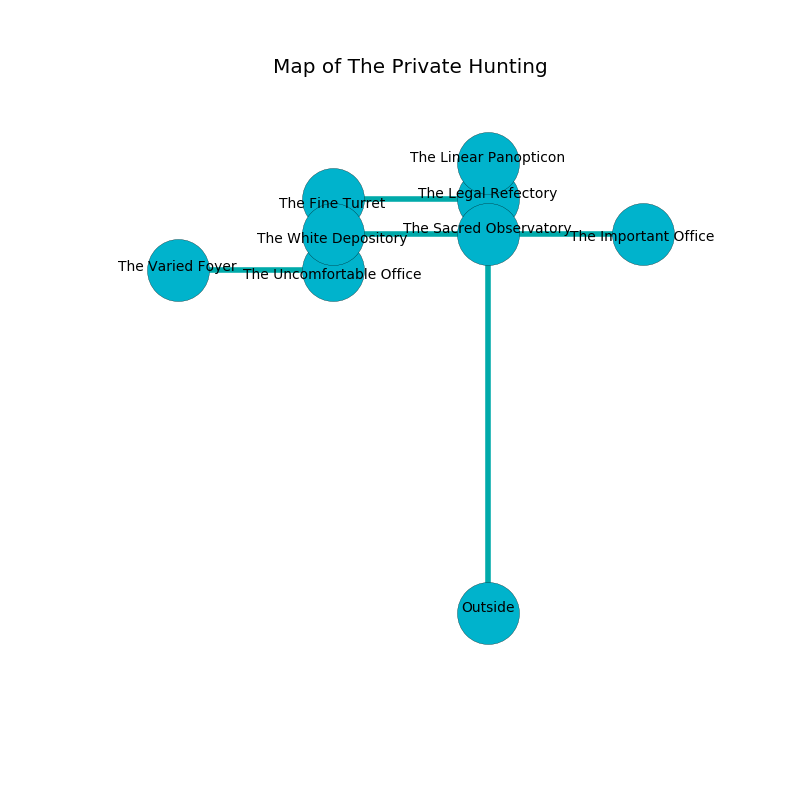 Map of The Private Hunting
The Linear Panopticon
The Legal Refectory
The Fine Turret
The Sacred Observatory
The White Depository
The Important Office
The Varied Foyer
The Uncomfortable Office
Outside